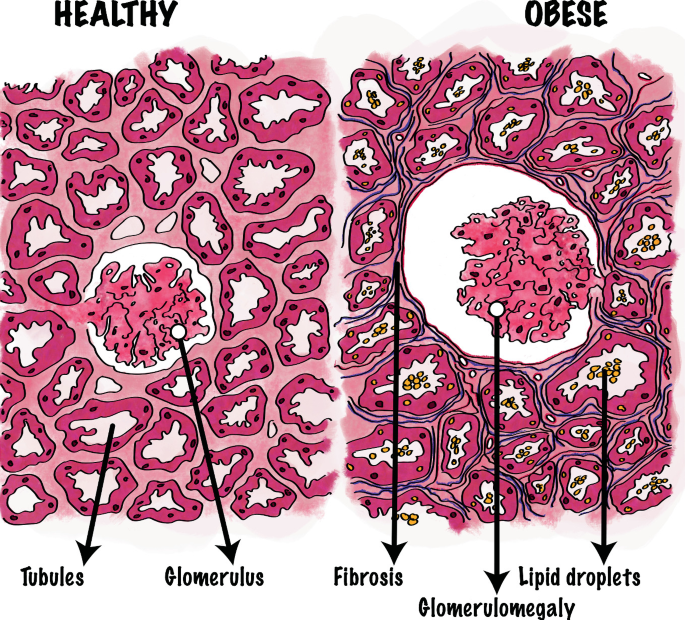 HEALTHY
OBESE
Tubules
Glomerulus
Fibrosis
Lipid droplets
Glomerulomegaly